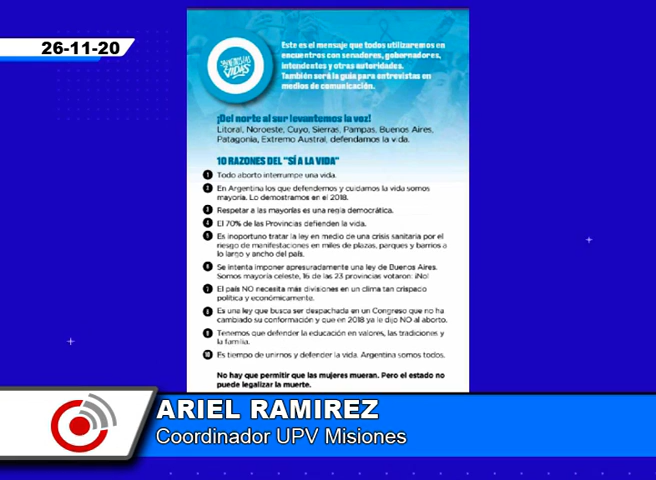 26-11-20
SALVEMOS LAS
VIDAS
Este es el mensaje que todos utilizaremos en
encuentros con senadores, gobernadores,
intendentes y otras autoridades.
También será la guía para entrevistas en
medios de comunicación.
¡Del norte al sur levantemos la voz!
Litoral, Noroeste, Cuyo, Sierras, Pampas, Buenos Aires,
Patagonia, Extremo Austral, defendamos la vida.
10 RAZONES DEL "SÍ A LA VIDA"
1 Todo aborto interrumpe una vida.
2 En Argentina los que defendemos y cuidamos la vida somos
mayoría. Lo demostramos en el 2018.
3 Respetar a las mayorías es una regla democrática.
4 El 70% de las Provincias defienden la vida.
5 Es inoportuno tratar la ley en medio de una crisis sanitaria por el
riesgo de manifestaciones en miles de plazas, parques y barrios a
lo largo y ancho del país.
6 Se intenta imponer apresuradamente una ley de Buenos Aires.
Somos mayoría celeste, 16 de las 23 provincias votaron: ¡No!
7 El país NO necesita más divisiones en un clima tan crispado
política y económicamente.
8 Es una ley que busca ser despachada en un Congreso que no ha
cambiado su conformación y que en 2018 ya le dijo NO al aborto.
9 Tenemos que defender la educación en valores, las tradiciones y
la familia.
10 Es tiempo de unirnos y defender la vida. Argentina somos todos.
No hay que permitir que las mujeres mueran. Pero el estado no
puede legalizar la muerte.
ARIEL RAMIREZ
Coordinador UPV Misiones